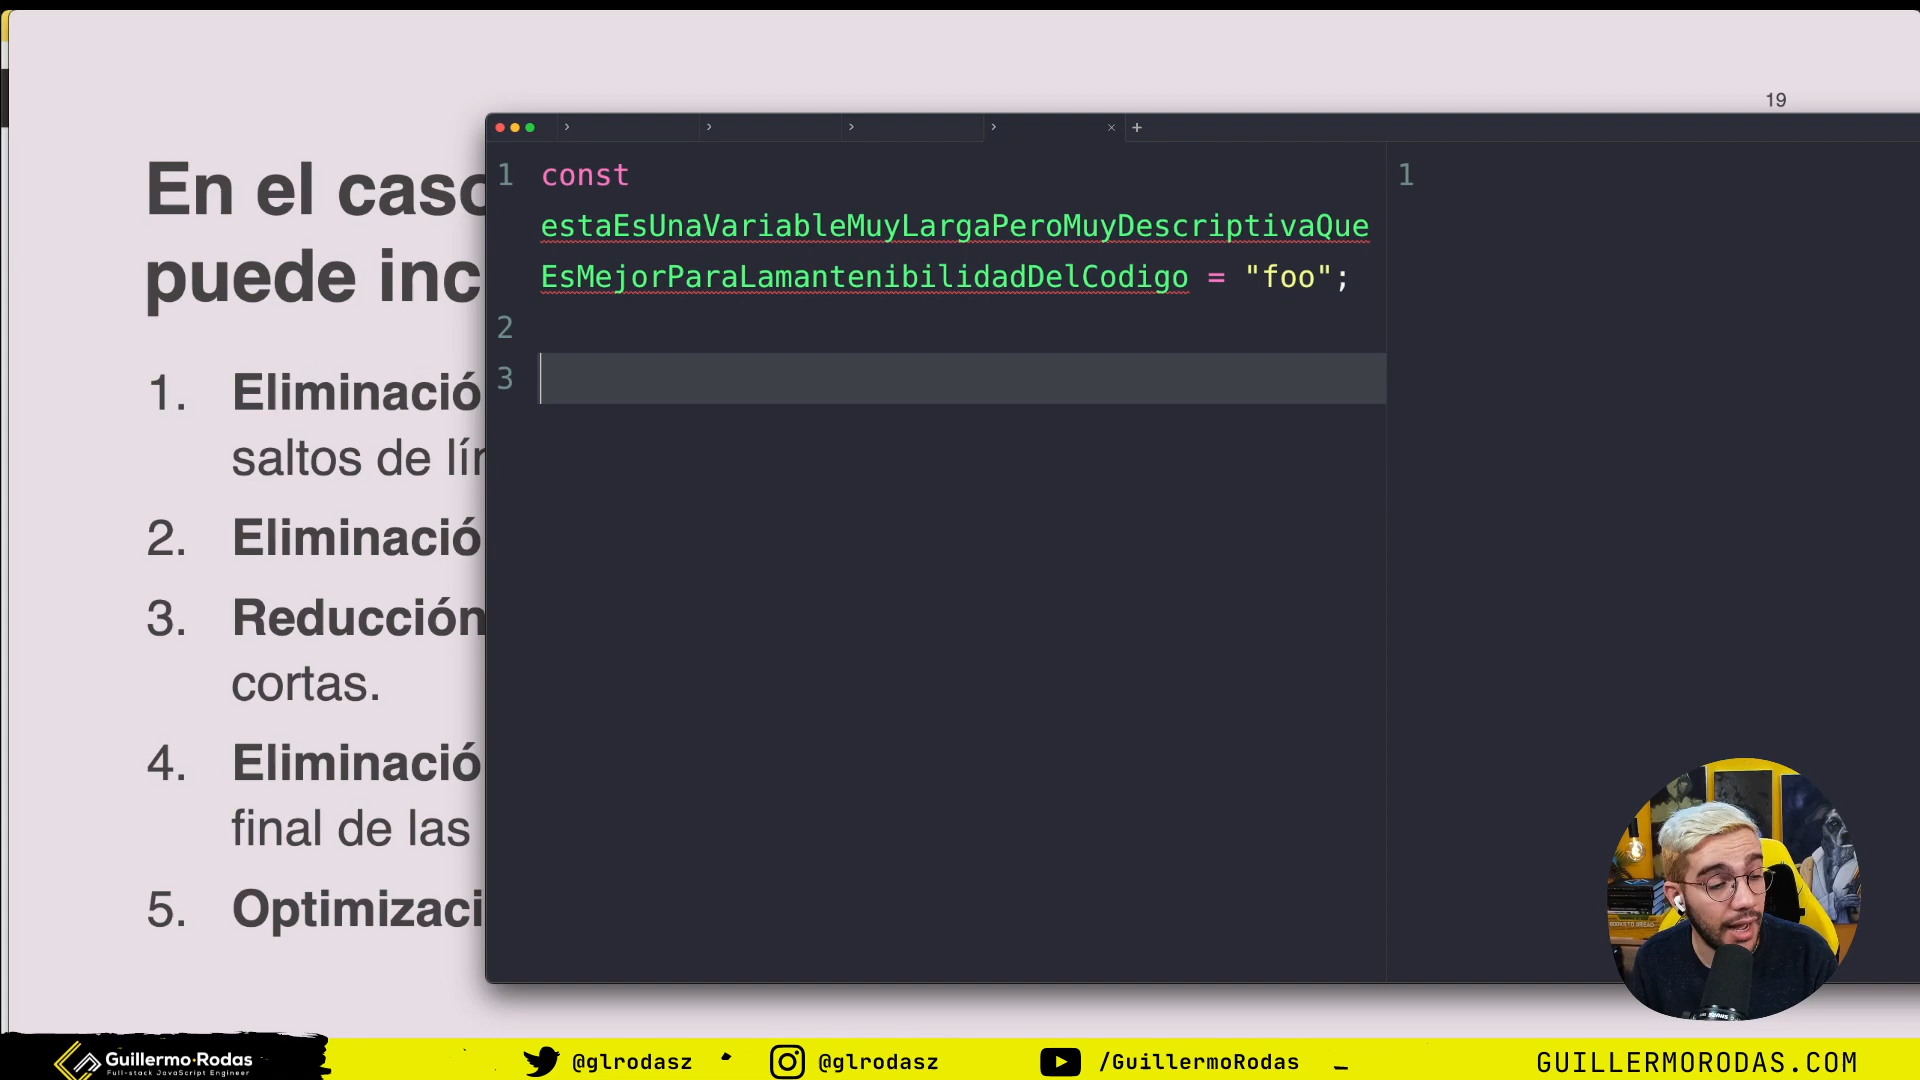 19
En el caso
puede inc
1. Eliminació
saltos de lín
2. Eliminació
3. Reducción
cortas.
4. Eliminació
final de las
5. Optimizaci
1 const
estaEsUnaVariableMuyLargaPeroMuyDescriptivaQue
EsMejorParaLamantenibilidadDelCodigo = "foo";
2
3
1
Guillermo·Rodas
Full-stack JavaScript Engineer
@glrodasz
@glrodasz
/GuillermoRodas
GUILLERMORODAS.COM